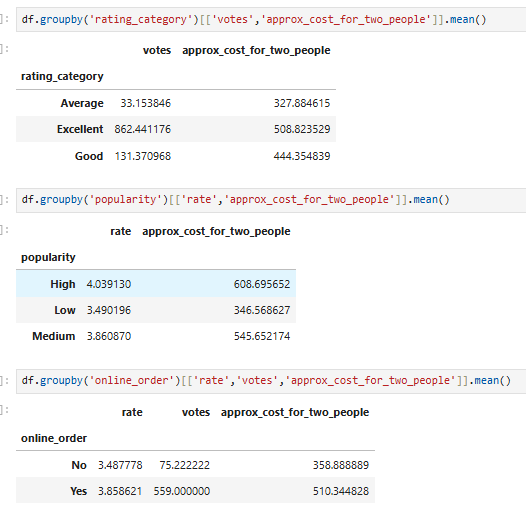 ]: df.groupby('rating_category')[['votes','approx_cost_for_two_people']].mean()
]:
votes approx_cost_for_two_people
rating_category
Average 33.153846 327.884615
Excellent 862.441176 508.823529
Good 131.370968 444.354839
]: df.groupby('popularity')[['rate','approx_cost_for_two_people']].mean()
]:
rate approx_cost_for_two_people
popularity
High 4.039130 608.695652
Low 3.490196 346.568627
Medium 3.860870 545.652174
]: df.groupby('online_order')[['rate','votes','approx_cost_for_two_people']].mean()
]:
rate votes approx_cost_for_two_people
online_order
No 3.487778 75.222222 358.888889
Yes 3.858621 559.000000 510.344828